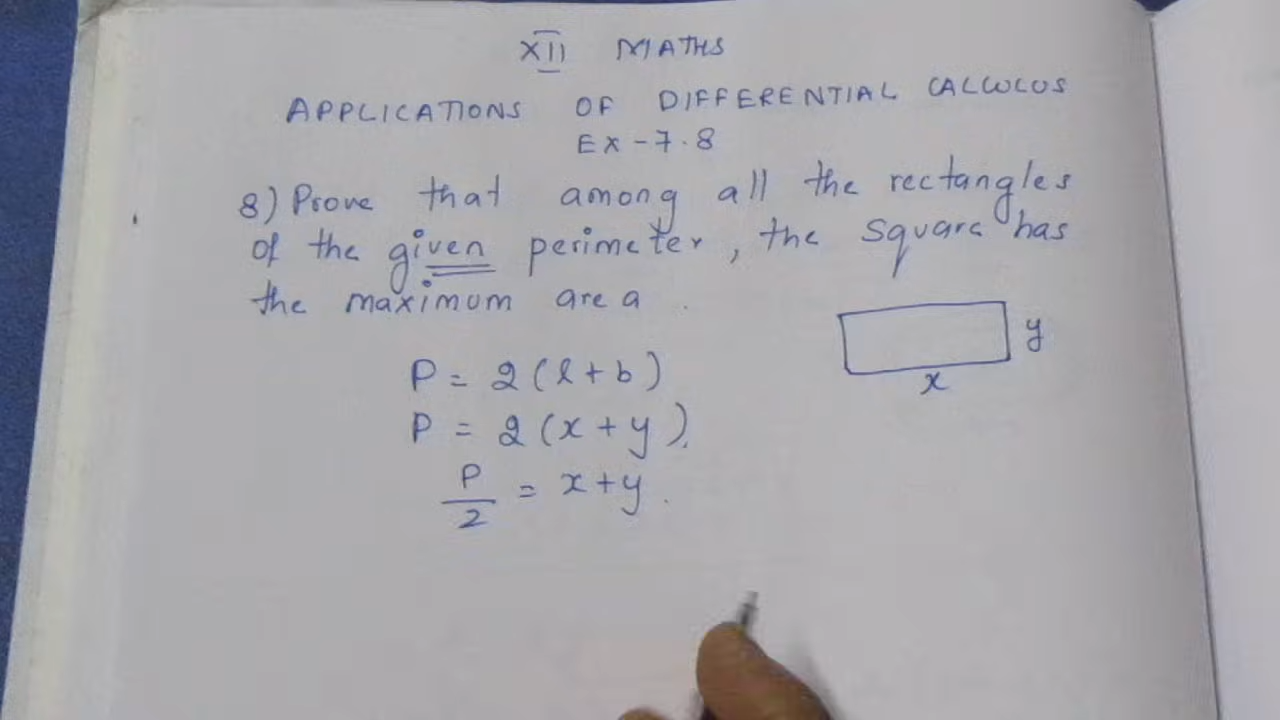 XII MATHS
APPLICATIONS OF DIFFERENTIAL CALCULUS
EX-7.8
8) Prove that among all the rectangles
of the given perimeter, the square has
the maximum area.
y
x
P = 2(l+b)
P = 2(x+y)
P/2 = x+y.